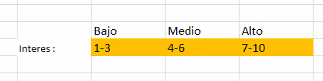 Bajo Medio Alto
Interes : 1-3 4-6 7-10